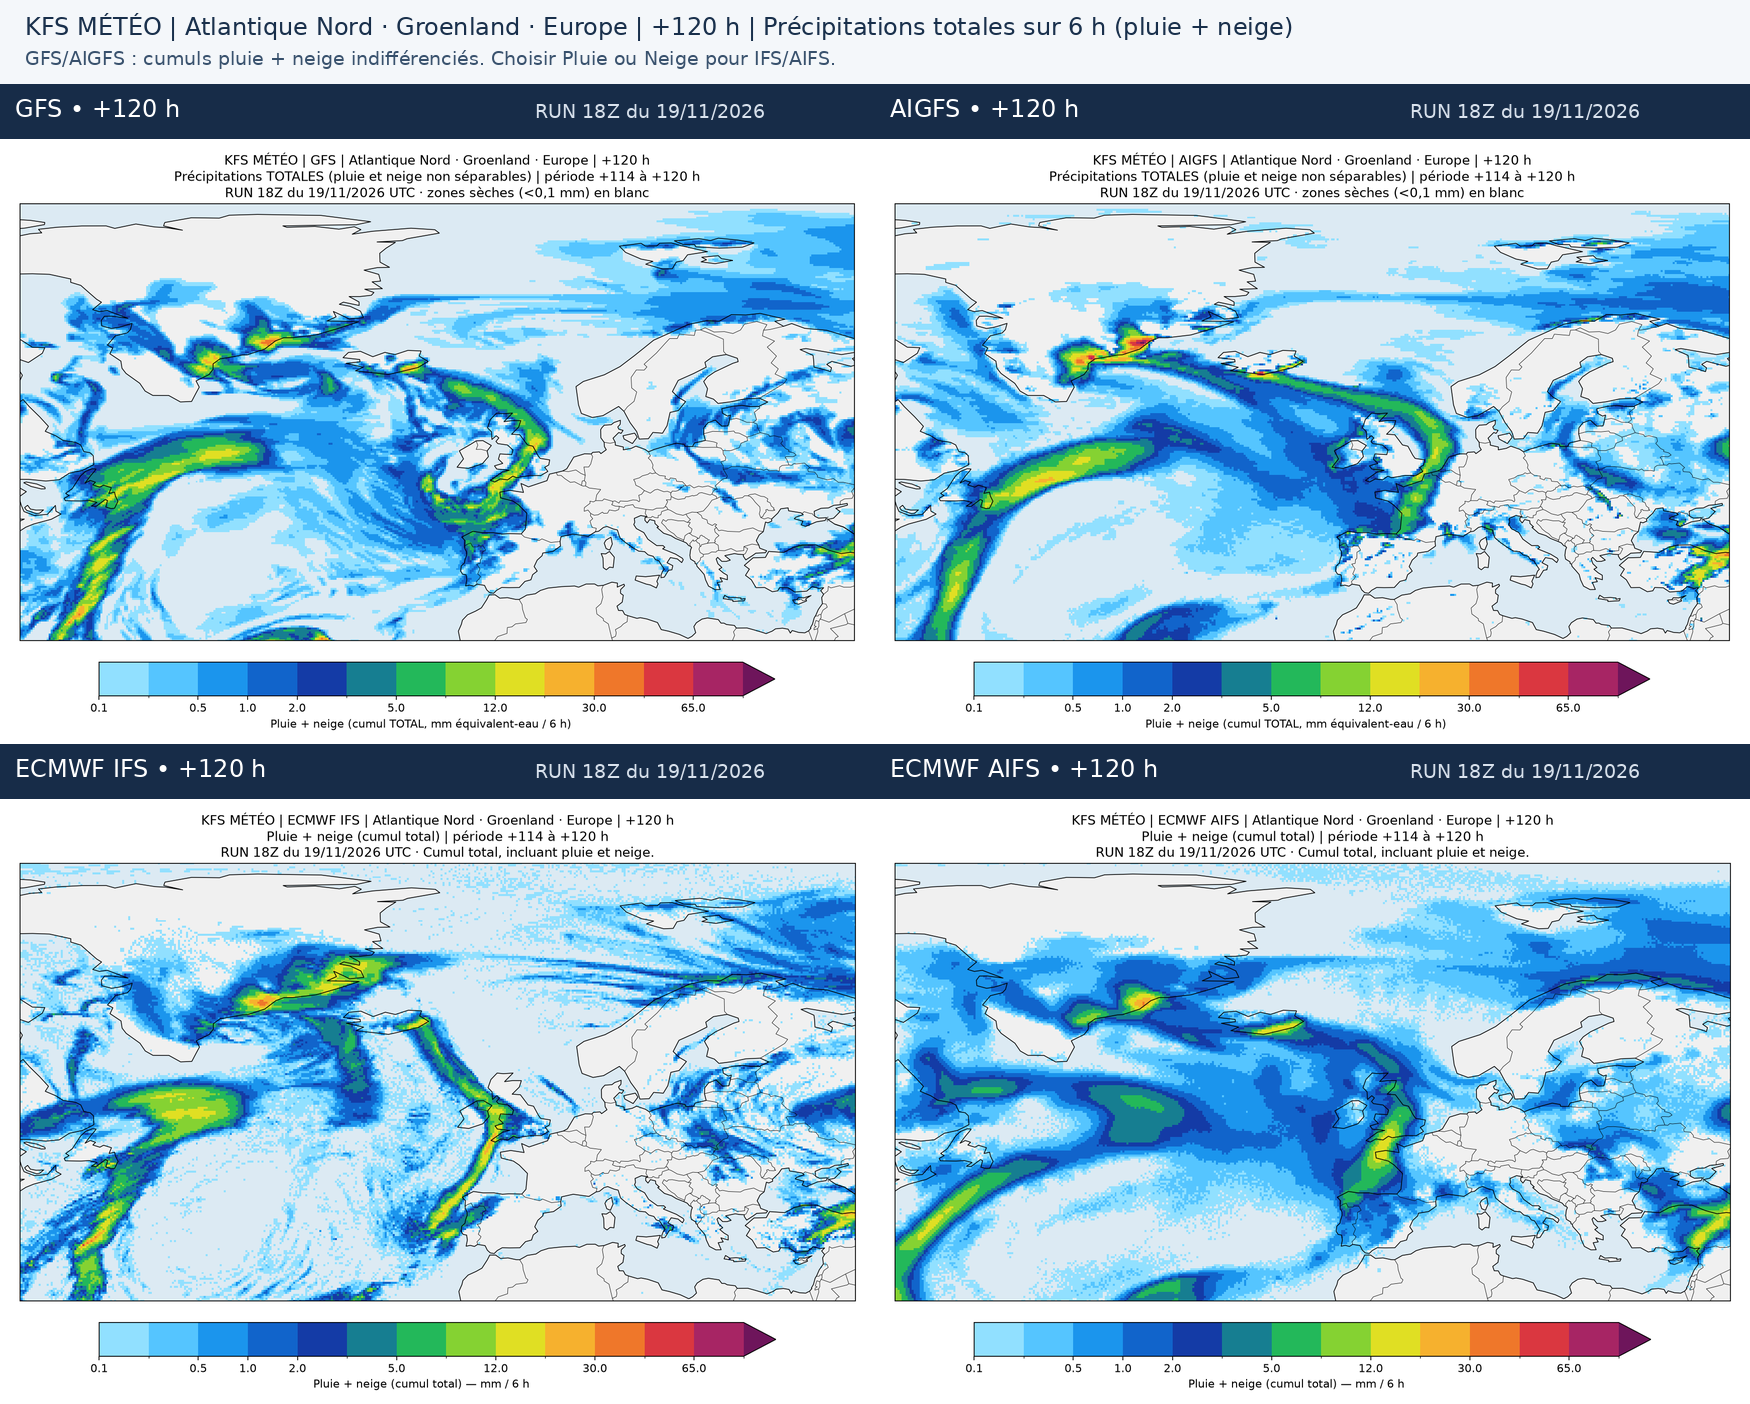 KFS MÉTÉO | Atlantique Nord · Groenland · Europe | +120 h | Précipitations totales sur 6 h (pluie + neige)
GFS/AIGFS : cumuls pluie + neige indifférenciés. Choisir Pluie ou Neige pour IFS/AIFS.
GFS • +120 h RUN 18Z du 19/11/2026
KFS MÉTÉO | GFS | Atlantique Nord · Groenland · Europe | +120 h
Précipitations TOTALES (pluie et neige non séparables) | période +114 à +120 h
RUN 18Z du 19/11/2026 UTC · zones sèches (<0,1 mm) en blanc
0.1 0.5 1.0 2.0 5.0 12.0 30.0 65.0
Pluie + neige (cumul TOTAL, mm équivalent-eau / 6 h)
AIGFS • +120 h RUN 18Z du 19/11/2026
KFS MÉTÉO | AIGFS | Atlantique Nord · Groenland · Europe | +120 h
Précipitations TOTALES (pluie et neige non séparables) | période +114 à +120 h
RUN 18Z du 19/11/2026 UTC · zones sèches (<0,1 mm) en blanc
0.1 0.5 1.0 2.0 5.0 12.0 30.0 65.0
Pluie + neige (cumul TOTAL, mm équivalent-eau / 6 h)
ECMWF IFS • +120 h RUN 18Z du 19/11/2026
KFS MÉTÉO | ECMWF IFS | Atlantique Nord · Groenland · Europe | +120 h
Pluie + neige (cumul total) | période +114 à +120 h
RUN 18Z du 19/11/2026 UTC · Cumul total, incluant pluie et neige.
0.1 0.5 1.0 2.0 5.0 12.0 30.0 65.0
Pluie + neige (cumul total) — mm / 6 h
ECMWF AIFS • +120 h RUN 18Z du 19/11/2026
KFS MÉTÉO | ECMWF AIFS | Atlantique Nord · Groenland · Europe | +120 h
Pluie + neige (cumul total) | période +114 à +120 h
RUN 18Z du 19/11/2026 UTC · Cumul total, incluant pluie et neige.
0.1 0.5 1.0 2.0 5.0 12.0 30.0 65.0
Pluie + neige (cumul total) — mm / 6 h